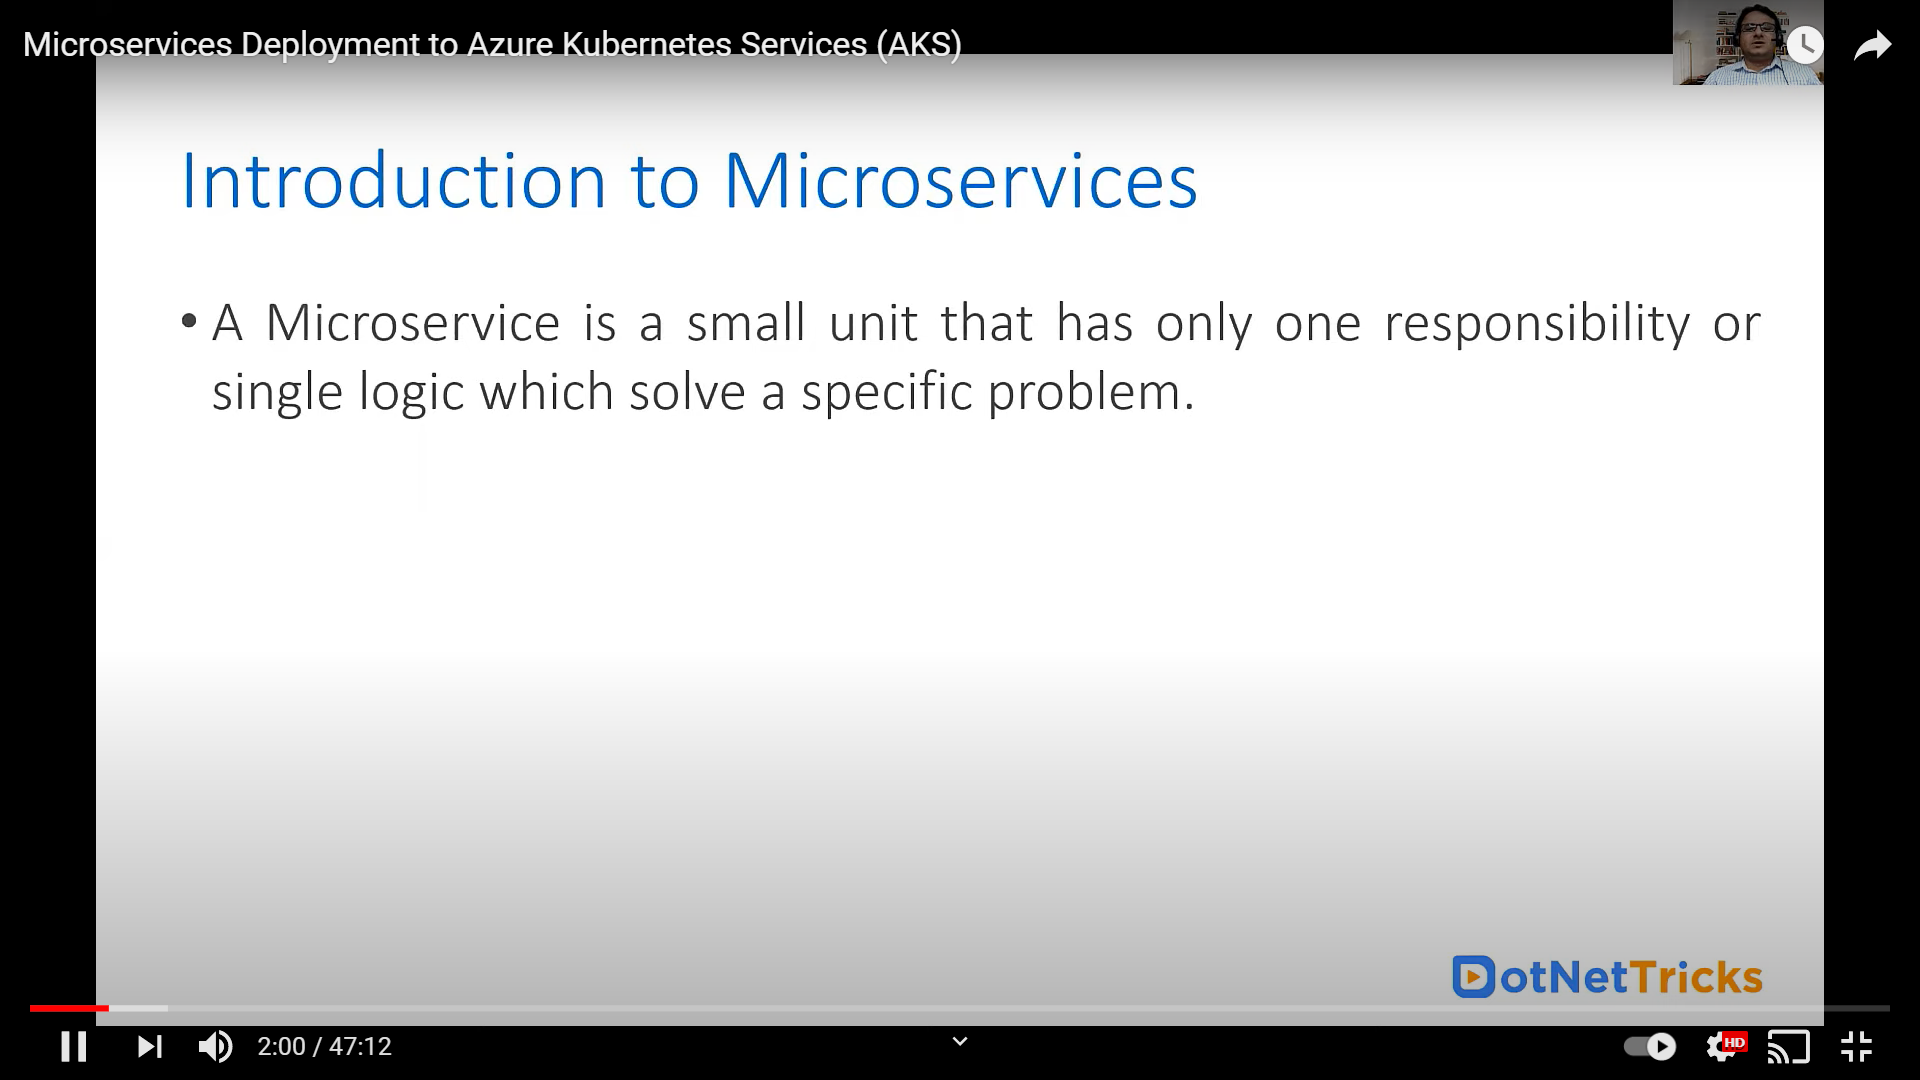 Microservices Deployment to Azure Kubernetes Services (AKS)
Introduction to Microservices
• A Microservice is a small unit that has only one responsibility or
single logic which solve a specific problem.
DotNetTricks
2:00 / 47:12
HD